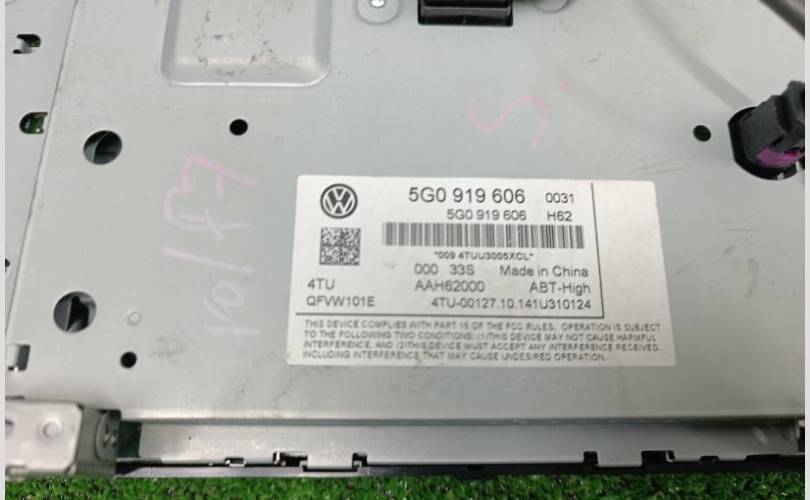 S.
5G0 919 606 0031
5G0 919 606 H62
*009 4TUU3005XCL*
000 33S Made in China
4TU AAH62000 ABT-High
QFVW101E 4TU-00127.10.141U310124
THIS DEVICE COMPLIES WITH PART 15 OF THE FCC RULES. OPERATION IS SUBJECT
TO THE FOLLOWING TWO CONDITIONS: (1)THIS DEVICE MAY NOT CAUSE HARMFUL
INTERFERENCE, AND (2)THIS DEVICE MUST ACCEPT ANY INTERFERENCE RECEIVED.
INCLUDING INTERFERENCE THAT MAY CAUSE UNDESIRED OPERATION.